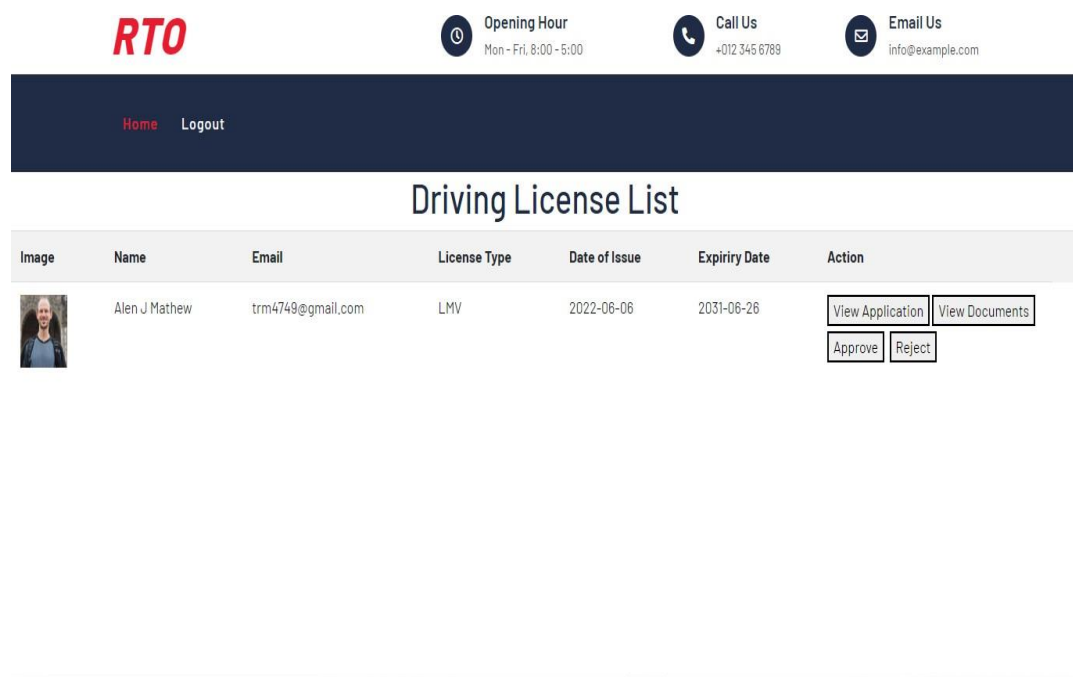 RTO
Opening Hour
Mon - Fri, 8:00 - 5:00
Call Us
+012 345 6789
Email Us
info@example.com
Home Logout
Driving License List
Image Name Email License Type Date of Issue Expiriry Date Action
Alen J Mathew trm4749@gmail.com LMV 2022-06-06 2031-06-26 View Application View Documents
Approve Reject